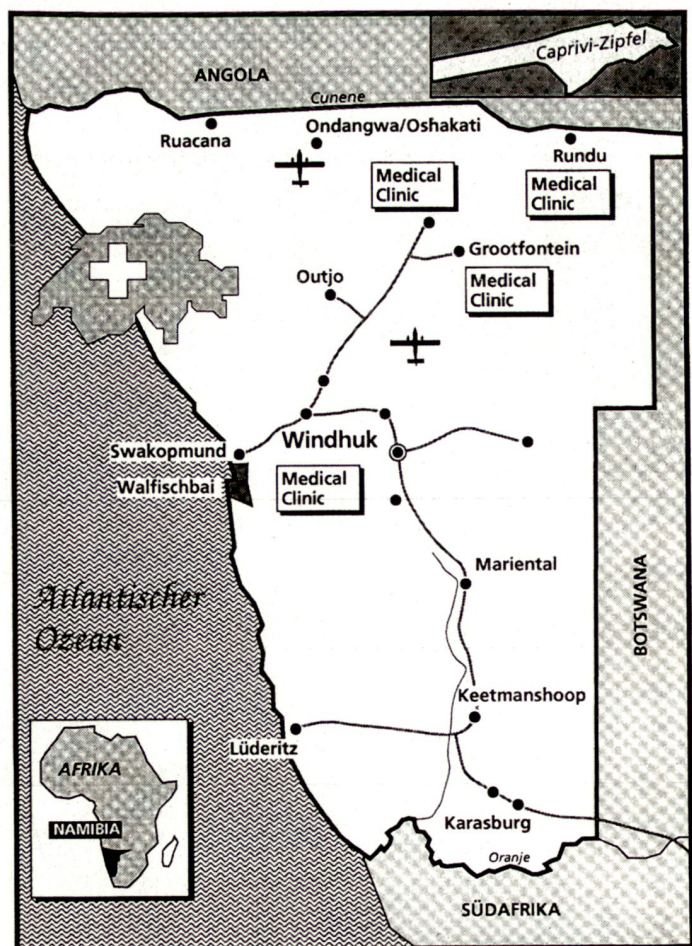 Caprivi-Zipfel
ANGOLA
Cunene
Ruacana
Ondangwa/Oshakati
Rundu
Medical
Clinic
Medical
Clinic
Grootfontein
Outjo
Medical
Clinic
Swakopmund
Windhuk
Walfischbai
Medical
Clinic
Mariental
BOTSWANA
Atlantischer
Ozean
Keetmanshoop
Lüderitz
AFRIKA
NAMIBIA
Karasburg
Oranje
SÜDAFRIKA